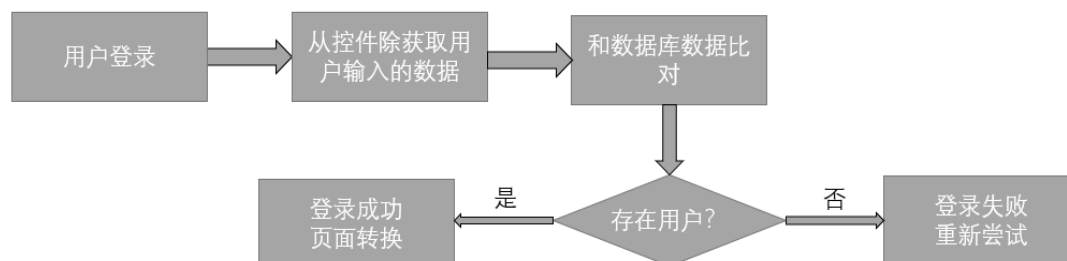 用户登录
从控件除获取用
户输入的数据
和数据库数据比
对
是
否
登录成功
页面转换
存在用户?
登录失败
重新尝试